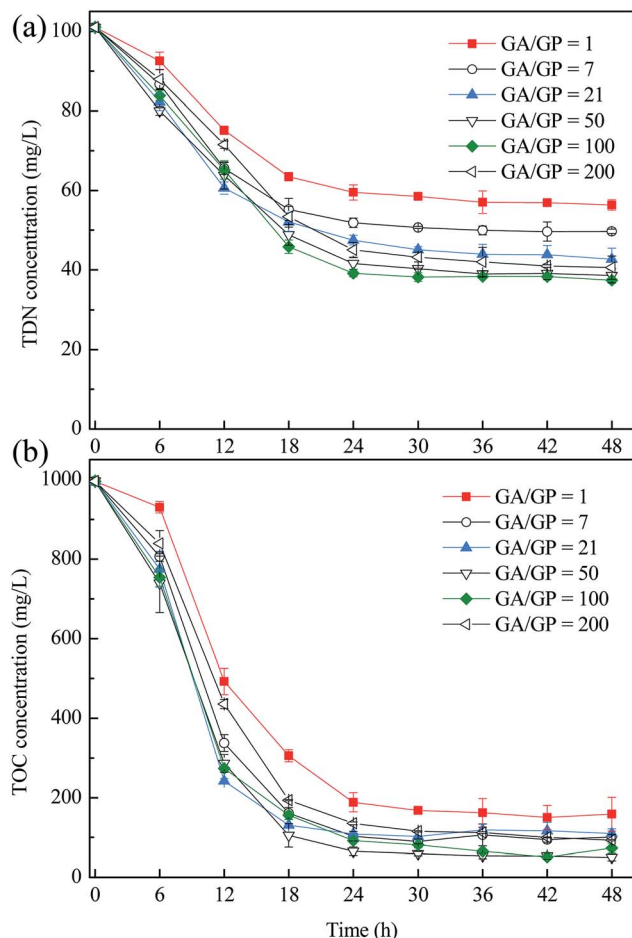 (a)
TDN concentration (mg/L)
100
80
60
40
20
0
GA/GP = 1
GA/GP = 7
GA/GP = 21
GA/GP = 50
GA/GP = 100
GA/GP = 200
0 6 12 18 24 30 36 42 48
(b)
TOC concentration (mg/L)
1000
800
600
400
200
0
GA/GP = 1
GA/GP = 7
GA/GP = 21
GA/GP = 50
GA/GP = 100
GA/GP = 200
0 6 12 18 24 30 36 42 48
Time (h)